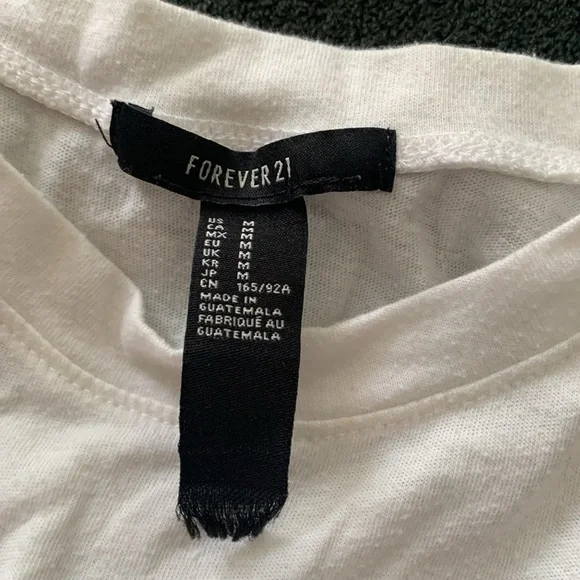 FOREVER 21
US M
CA M
MX M
EU M
UK M
KR M
JP M
CN 165/92A
MADE IN
GUATEMALA
FABRIQUÉ AU
GUATEMALA